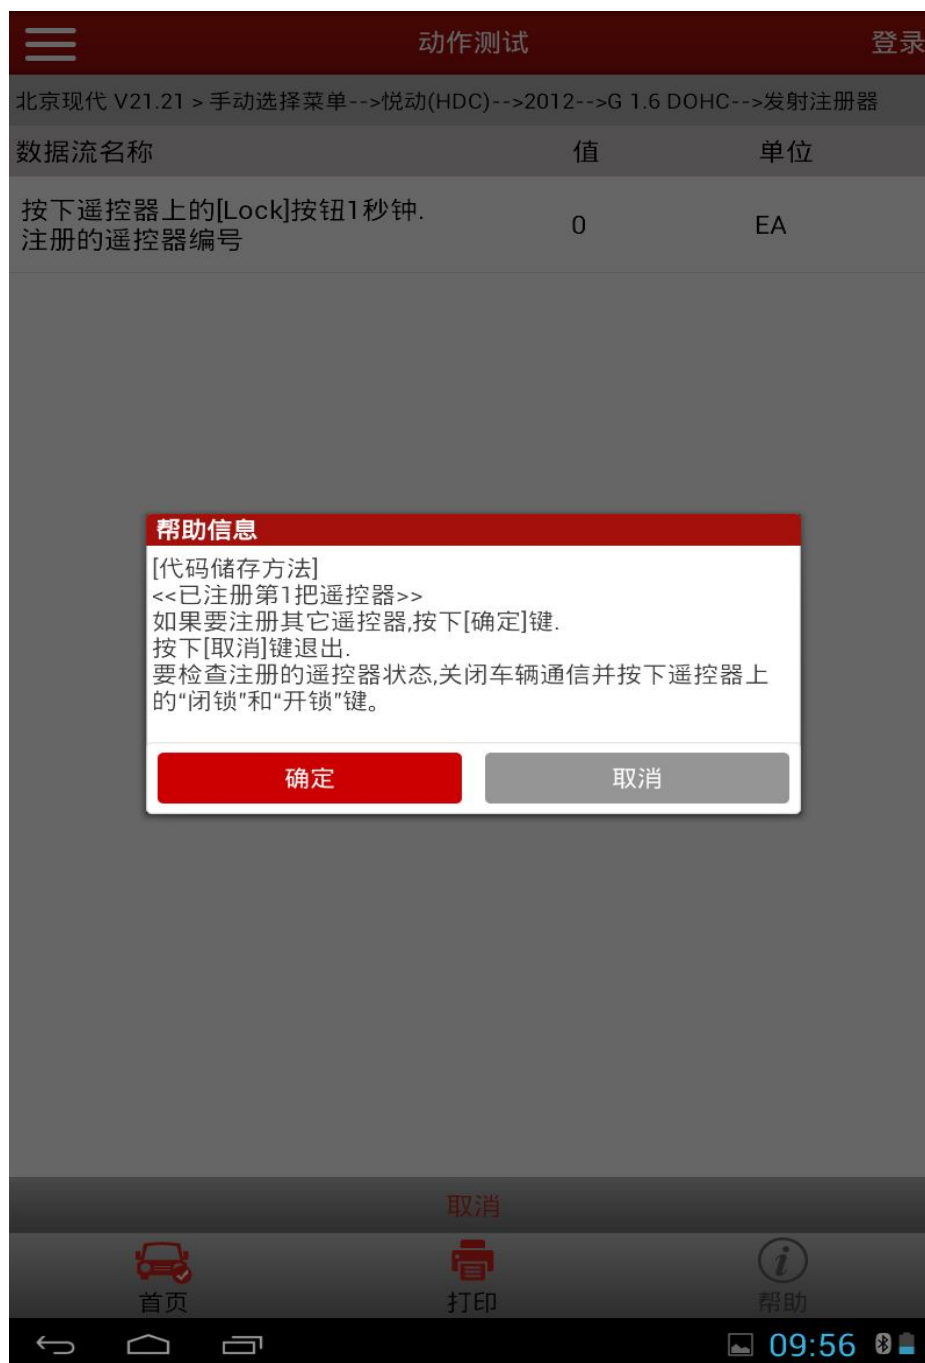 动作测试
登录
北京现代 V21.21 > 手动选择菜单-->悦动(HDC)-->2012-->G 1.6 DOHC-->发射注册器
数据流名称 值 单位
按下遥控器上的[Lock]按钮1秒钟.
注册的遥控器编号
0 EA
帮助信息
[代码储存方法]
<<已注册第1把遥控器>>
如果要注册其它遥控器,按下[确定]键.
按下[取消]键退出.
要检查注册的遥控器状态,关闭车辆通信并按下遥控器上
的“闭锁”和“开锁”键。
确定 取消
取消
首页 打印 帮助
09:56